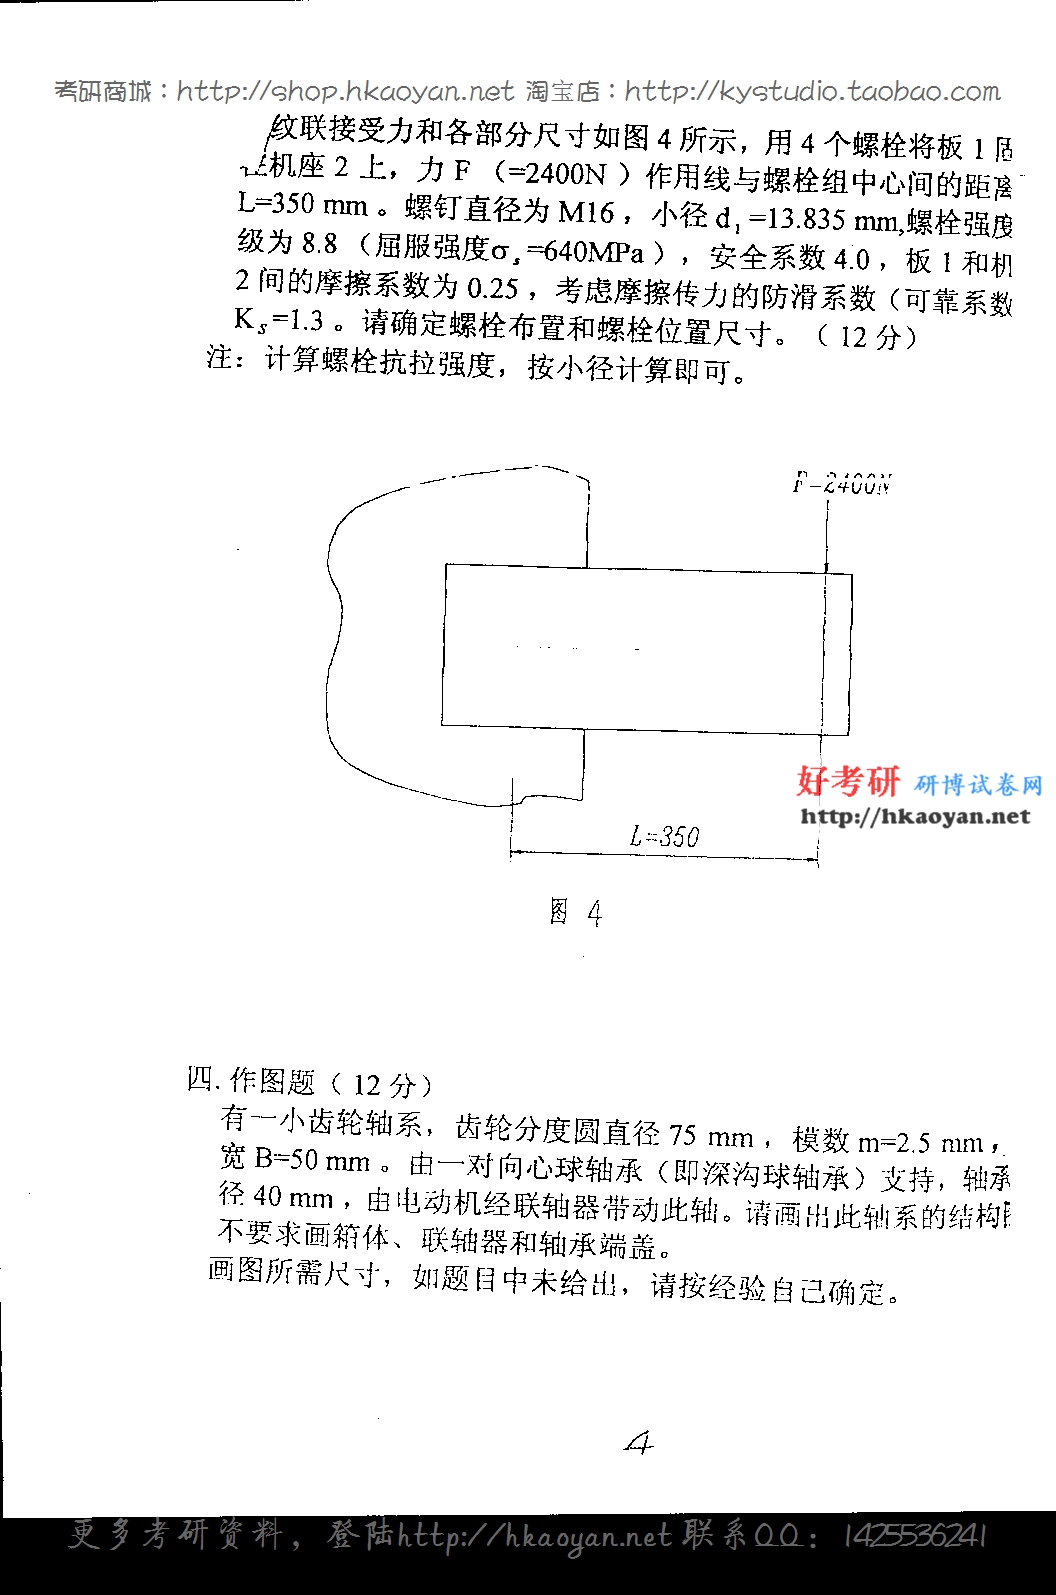 考研商城：http://shop.hkaoyan.net 淘宝店：http://kystudio.taobao.com
纹联接受力和各部分尺寸如图 4 所示，用 4 个螺栓将板 1
机座 2 上，力 F （=2400N ）作用线与螺栓组中心间的距离
L=350 mm 。螺钉直径为 M16 ，小径 d₁ =13.835 mm,螺栓强度
级为 8.8 （屈服强度σₛ =640MPa ），安全系数 4.0 ，板 1 和机
2 间的摩擦系数为 0.25 ，考虑摩擦传力的防滑系数（可靠系数
Kₛ =1.3 。请确定螺栓布置和螺栓位置尺寸。（ 12 分）
注：计算螺栓抗拉强度，按小径计算即可。
F=2400N
好考研 研博试卷网
http://hkaoyan.net
L=350
图 4
四. 作图题（ 12 分）
有一小齿轮轴系，齿轮分度圆直径 75 mm ，模数 m=2.5 mm ，
宽 B=50 mm 。由一对向心球轴承（即深沟球轴承）支持，轴承
径 40 mm ，由电动机经联轴器带动此轴。请画出此轴系的结构
不要求画箱体、联轴器和轴承端盖。
画图所需尺寸，如题目中未给出，请按经验自己确定。
4
更多考研资料，登陆http://hkaoyan.net 联系QQ：1425536241